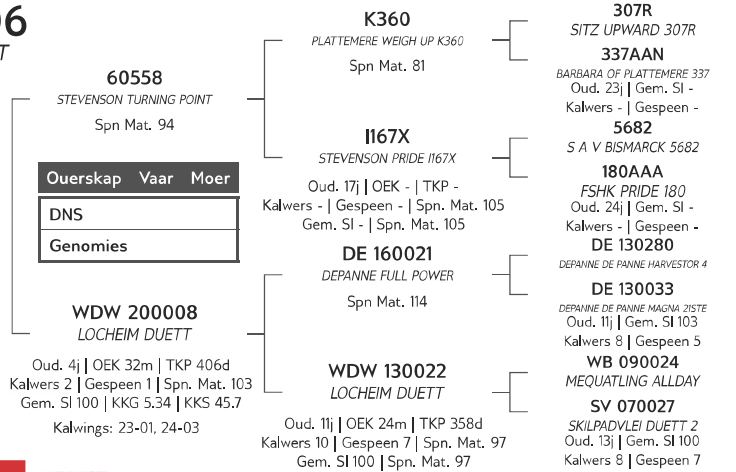 06
T
60558
STEVENSON TURNING POINT
Spn Mat. 94
Ouerskap Vaar Moer
DNS
Genomies
WDW 200008
LOCHEIM DUETT
Oud. 4j | OEK 32m | TKP 406d
Kalwers 2 | Gespeen 1 | Spn. Mat. 103
Gem. SI 100 | KKG 5.34 | KKS 45.7
Kalwings: 23-01, 24-03
K360
PLATTEMERE WEIGH UP K360
Spn Mat. 81
I167X
STEVENSON PRIDE I167X
Oud. 17j | OEK - | TKP -
Kalwers - | Gespeen - | Spn. Mat. 105
Gem. SI - | Spn. Mat. 105
DE 160021
DEPANNE FULL POWER
Spn Mat. 114
WDW 130022
LOCHEIM DUETT
Oud. 11j | OEK 24m | TKP 358d
Kalwers 10 | Gespeen 7 | Spn. Mat. 97
Gem. SI 100 | Spn. Mat. 97
307R
SITZ UPWARD 307R
337AAN
BARBARA OF PLATTEMERE 337
Oud. 23j | Gem. SI -
Kalwers - | Gespeen -
5682
S A V BISMARCK 5682
180AAA
FSHK PRIDE 180
Oud. 24j | Gem. SI -
Kalwers - | Gespeen -
DE 130280
DEPANNE DE PANNE HARVESTOR 4
DE 130033
DEPANNE DE PANNE MAGNA 21STE
Oud. 11j | Gem. SI 103
Kalwers 8 | Gespeen 5
WB 090024
MEQUATLING ALLDAY
SV 070027
SKILPADVLEI DUETT 2
Oud. 13j | Gem. SI 100
Kalwers 8 | Gespeen 7